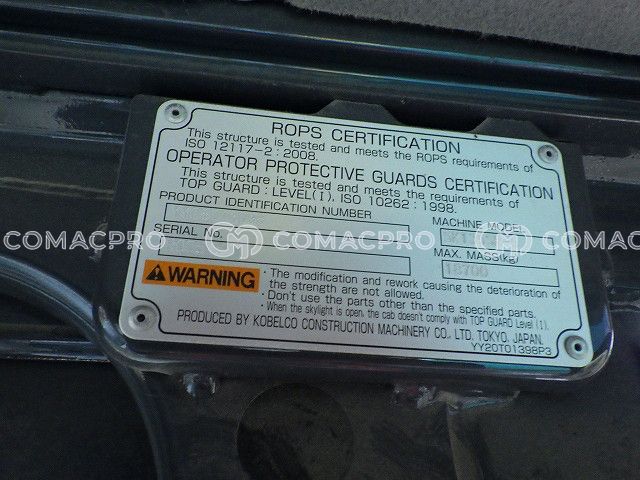 ROPS CERTIFICATION
This structure is tested and meets the ROPS requirements of
ISO 12117-2 : 2008.
OPERATOR PROTECTIVE GUARDS CERTIFICATION
This structure is tested and meets the requirements of
TOP GUARD : LEVEL(I), ISO 10262 : 1998.
PRODUCT IDENTIFICATION NUMBER
MACHINE MODEL
SERIAL No.
COMACPRO COMACPRO COMACPRO
MAX. MASS(kg)
18700
WARNING
· The modification and rework causing the deterioration of
the strength are not allowed.
· Don't use the parts other than the specified parts.
· When the skylight is open, the cab doesn't comply with TOP GUARD Level (I).
PRODUCED BY KOBELCO CONSTRUCTION MACHINERY CO., LTD. TOKYO, JAPAN.
YY20T01398P3